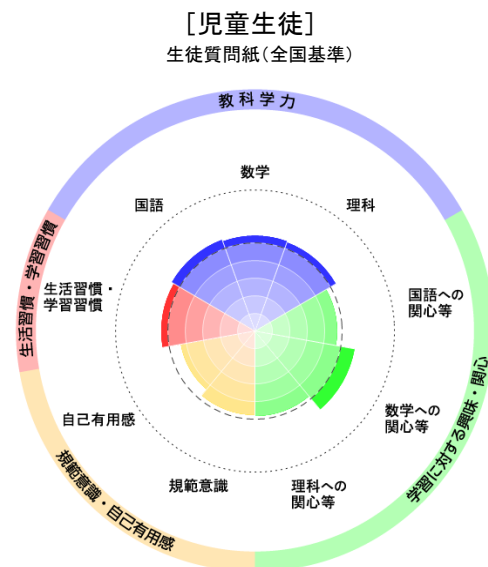 [児童生徒]
生徒質問紙(全国基準)
教科学力
数学
国語
理科
生活習慣・学習習慣
生活習慣・
学習習慣
国語への
関心等
数学への
関心等
学習に対する興味・関心
自己有用感
規範意識
理科への
関心等
規範意識・自己有用感